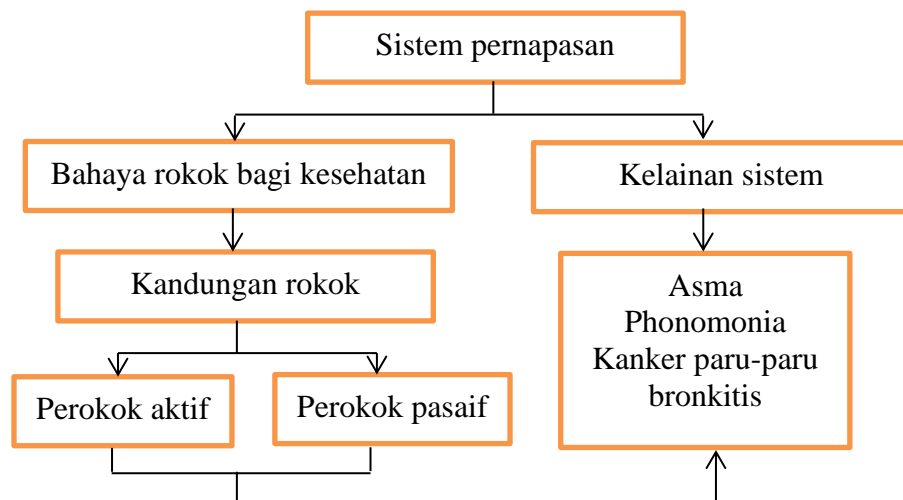 Sistem pernapasan
Bahaya rokok bagi kesehatan
Kelainan sistem
Kandungan rokok
Asma
Phonomonia
Kanker paru-paru
bronkitis
Perokok aktif
Perokok pasaif